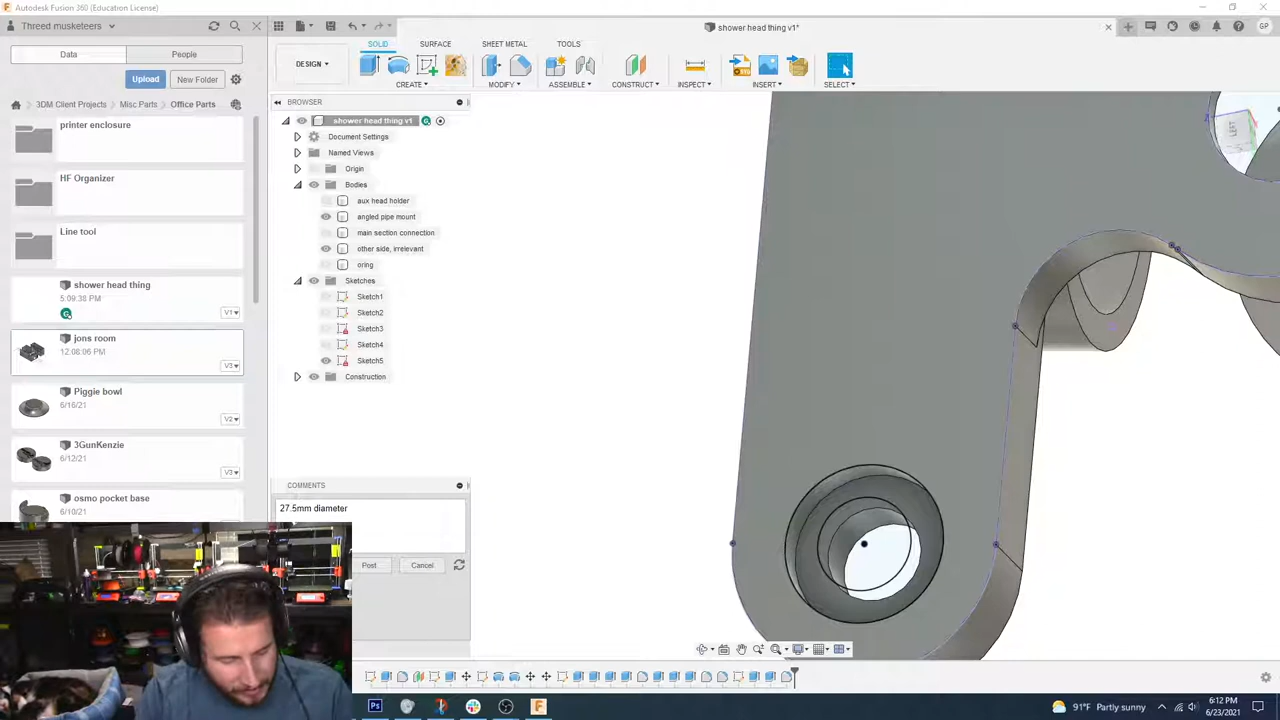 Autodesk Fusion 360 (Education License)
Threed musketeers
shower head thing v1*
GP
Data
People
SOLID
SURFACE
SHEET METAL
TOOLS
DESIGN
CREATE
MODIFY
ASSEMBLE
CONSTRUCT
INSPECT
INSERT
SELECT
Upload
New Folder
3DM Client Projects
Misc Parts
Office Parts
BROWSER
printer enclosure
shower head thing v1
Document Settings
Named Views
Origin
HF Organizer
Bodies
aux head holder
angled pipe mount
Line tool
main section connection
other side, irrelevant
oring
shower head thing
Sketches
5:09:38 PM
Sketch1
V1
Sketch2
Sketch3
jons room
Sketch4
12:08:06 PM
Sketch5
V3
Construction
Piggie bowl
6/16/21
V2
3GunKenzie
6/12/21
V3
COMMENTS
osmo pocket base
6/10/21
27.5mm diameter
Post
Cancel
LEFT
91°F Partly sunny
6:12 PM
6/23/2021